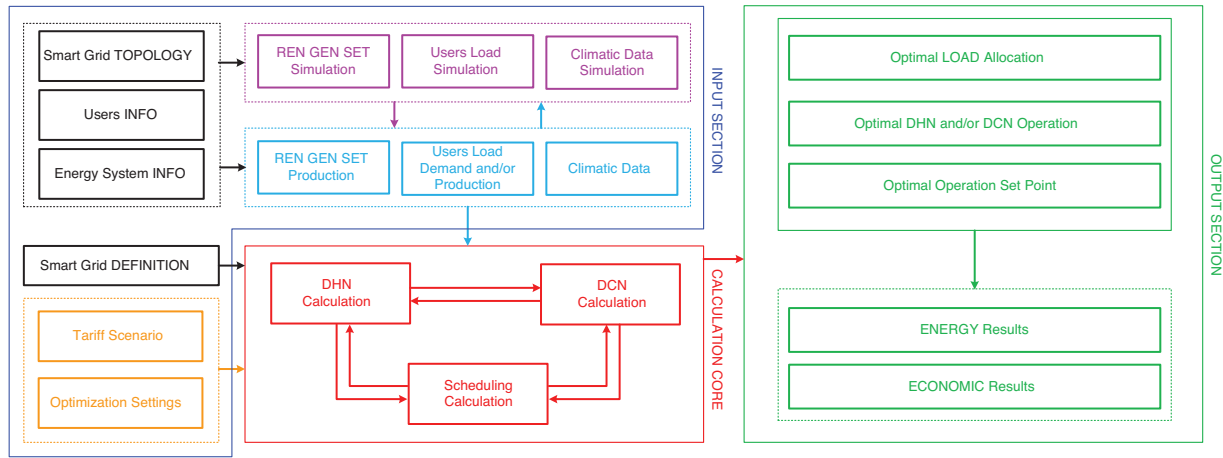 Smart Grid TOPOLOGY
Users INFO
Energy System INFO
REN GEN SET
Simulation
Users Load
Simulation
Climatic Data
Simulation
REN GEN SET
Production
Users Load
Demand and/or
Production
Climatic Data
INPUT SECTION
Smart Grid DEFINITION
Tariff Scenario
Optimization Settings
DHN
Calculation
DCN
Calculation
Scheduling
Calculation
CALCULATION CORE
Optimal LOAD Allocation
Optimal DHN and/or DCN Operation
Optimal Operation Set Point
ENERGY Results
ECONOMIC Results
OUTPUT SECTION